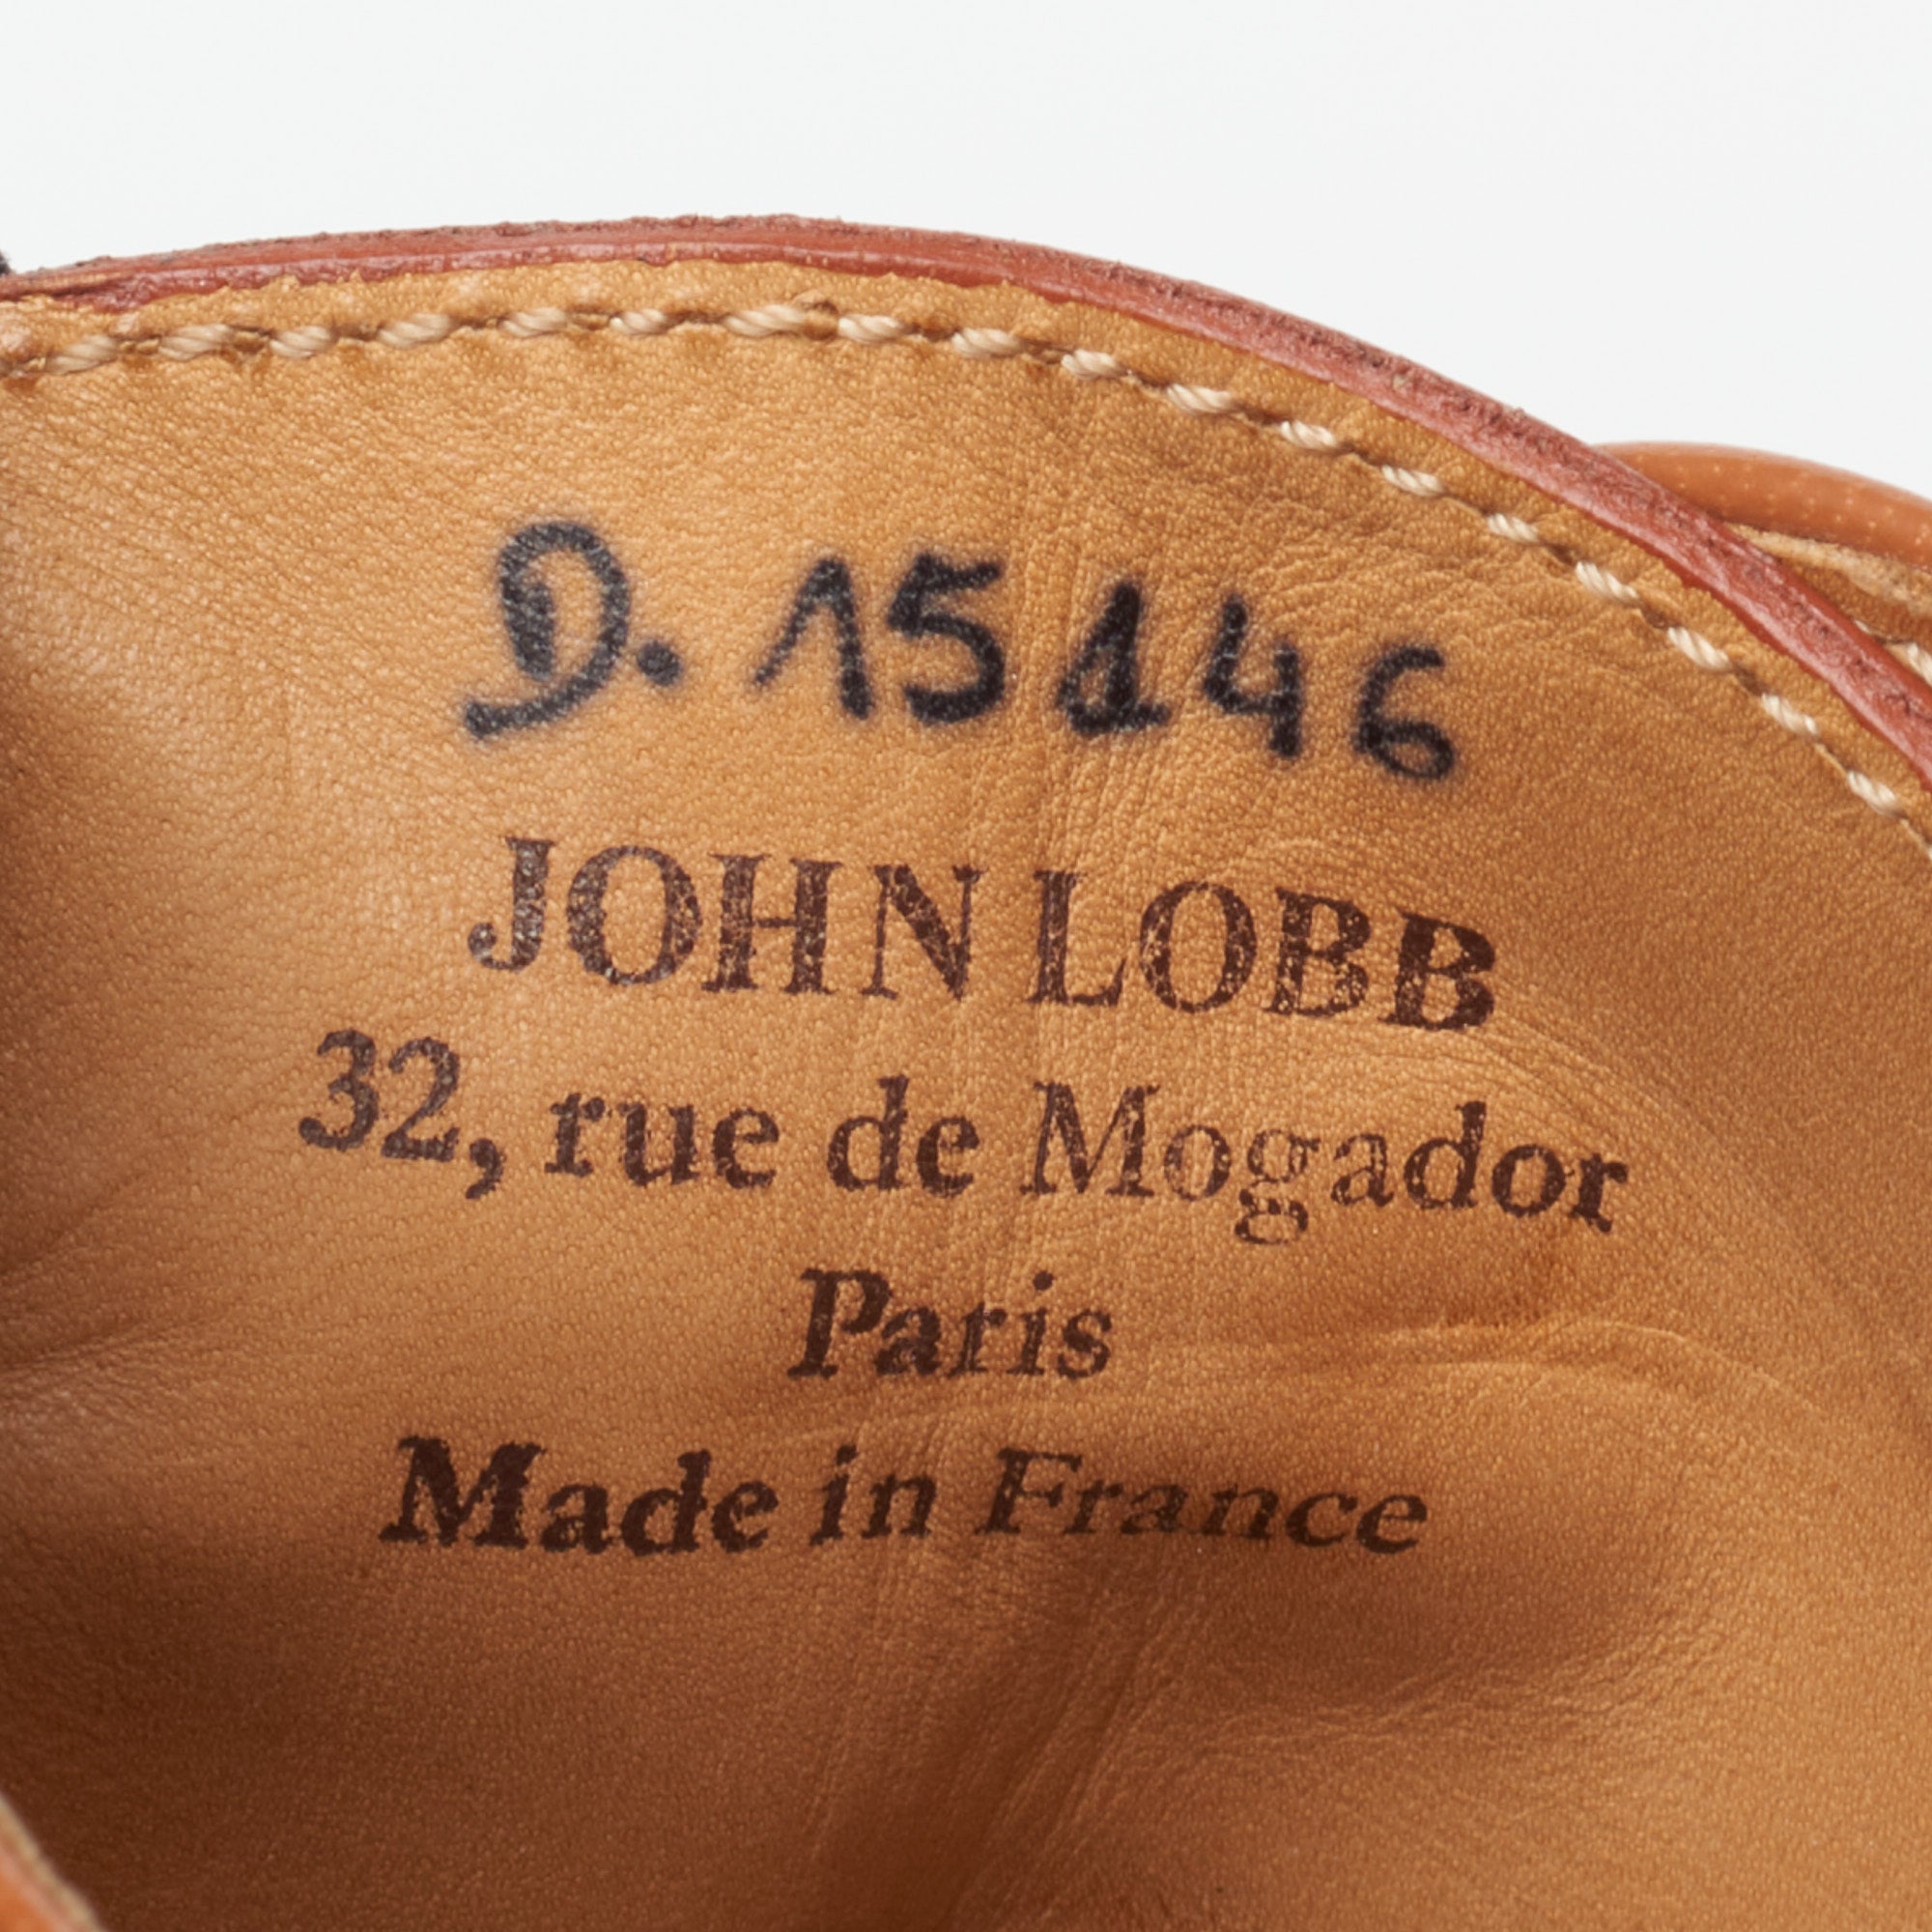 D. 15146
JOHN LOBB
32, rue de Mogador
Paris
Made in France